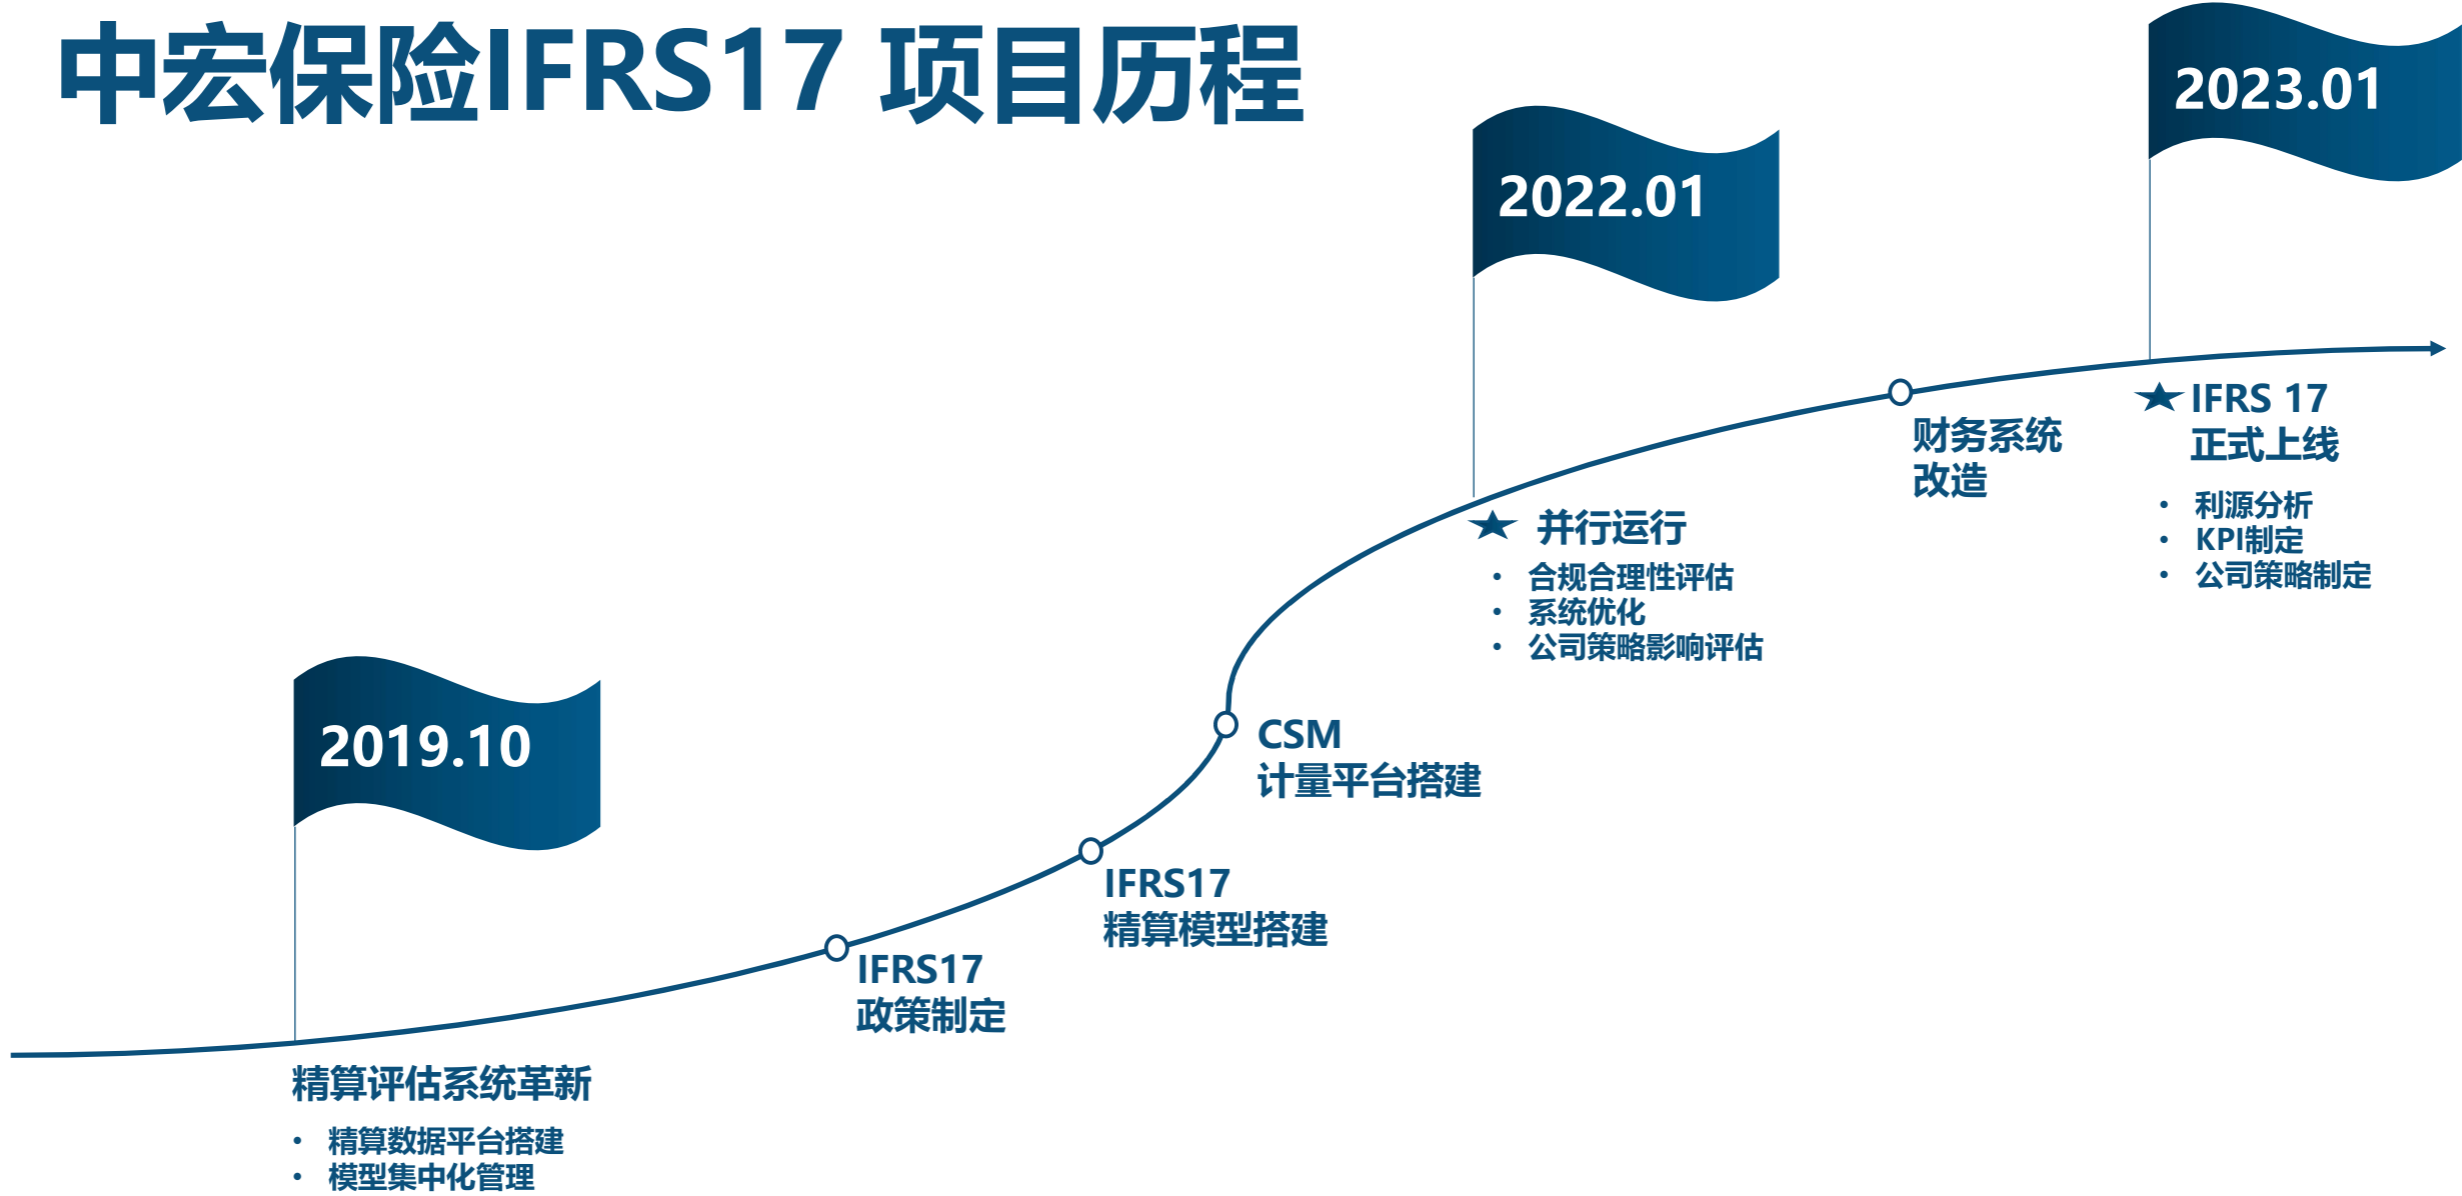 中宏保险IFRS17 项目历程
2019.10
精算评估系统革新
• 精算数据平台搭建
• 模型集中化管理
IFRS17
政策制定
IFRS17
精算模型搭建
CSM
计量平台搭建
2022.01
并行运行
• 合规合理性评估
• 系统优化
• 公司策略影响评估
财务系统
改造
2023.01
IFRS 17
正式上线
• 利源分析
• KPI制定
• 公司策略制定